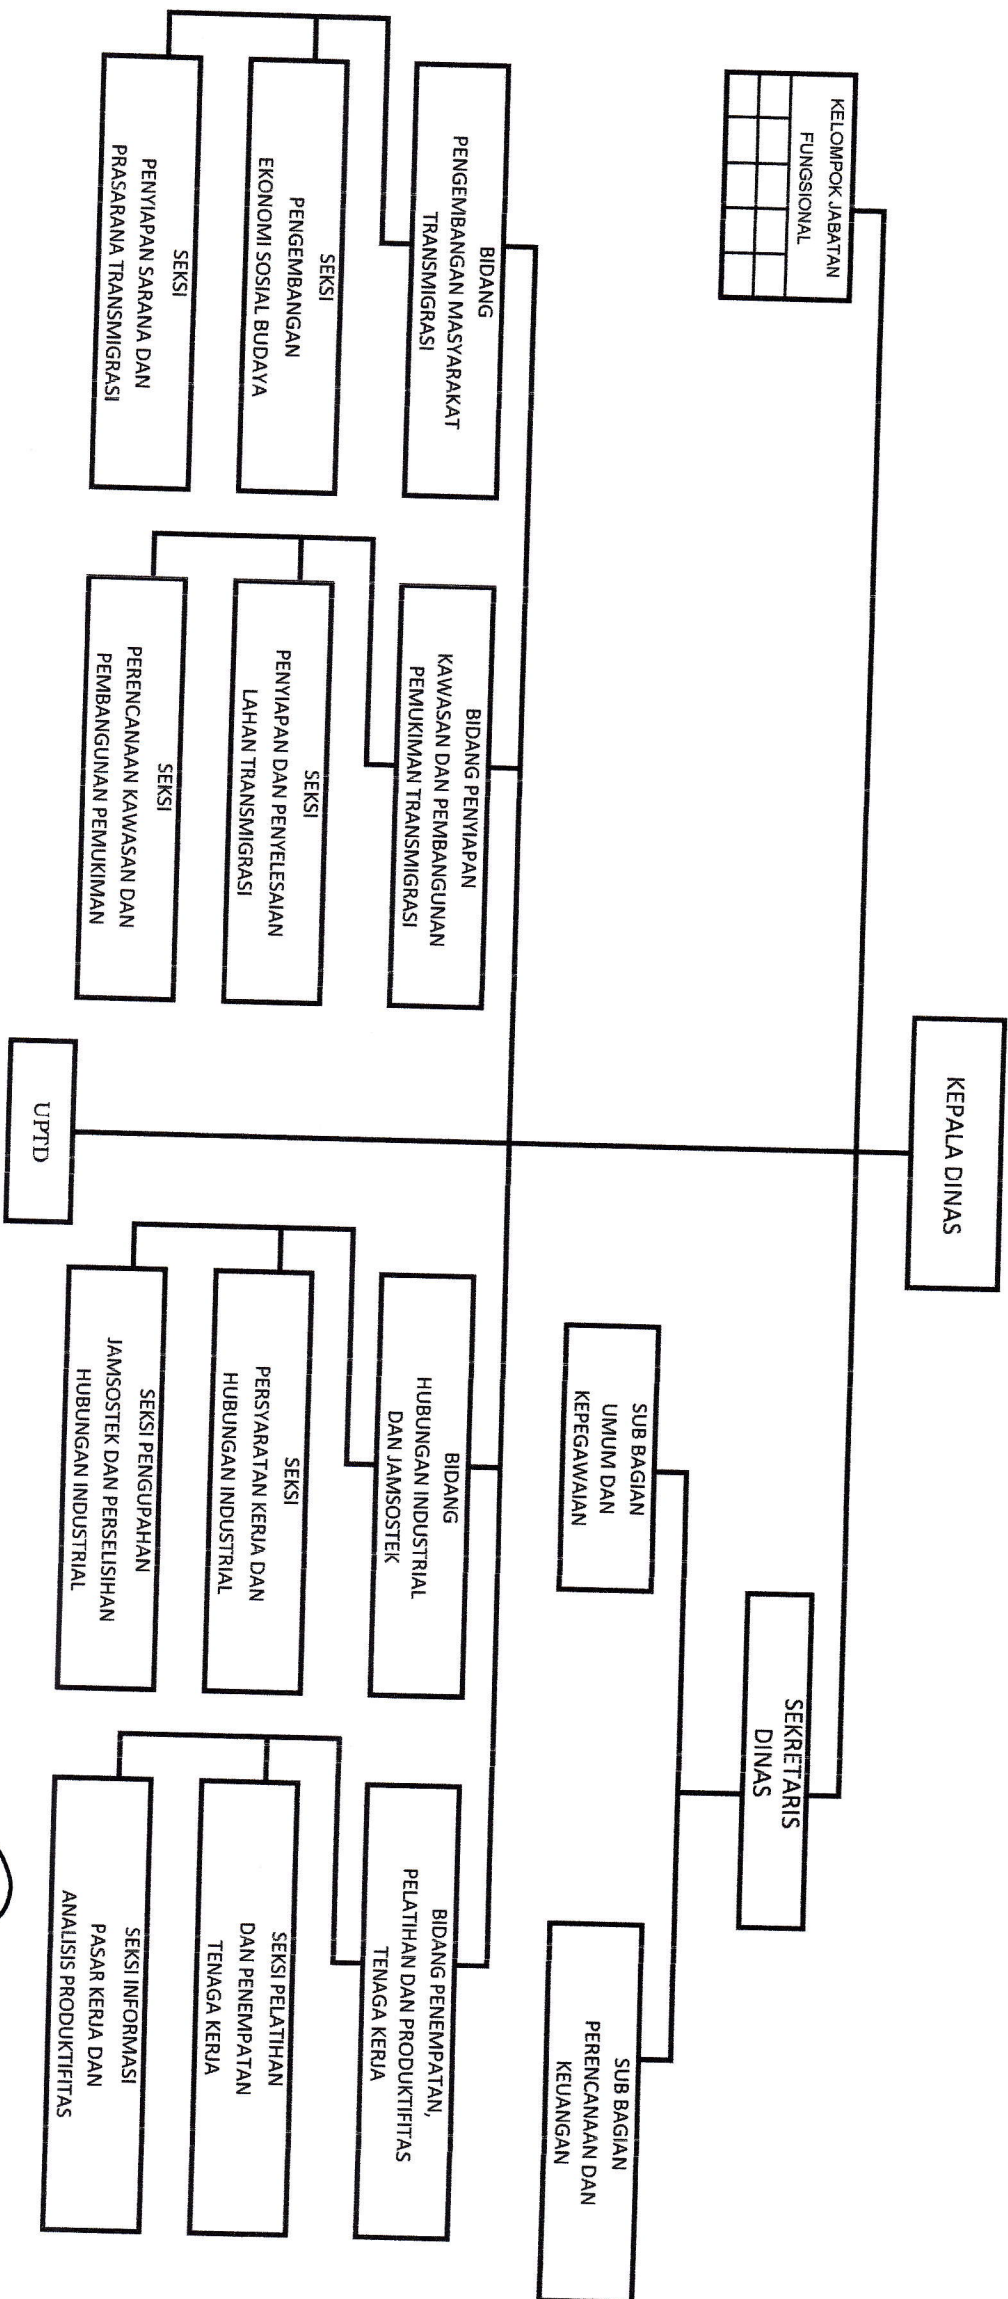 KEPALA DINAS
KELOMPOK JABATAN
FUNGSIONAL
SEKRETARIS
DINAS
SUB BAGIAN
UMUM DAN
KEPEGAWAIAN
SUB BAGIAN
PERENCANAAN DAN
KEUANGAN
BIDANG
PENGEMBANGAN MASYARAKAT
TRANSMIGRASI
SEKSI
PENGEMBANGAN
EKONOMI SOSIAL BUDAYA
SEKSI
PENYIAPAN SARANA DAN
PRASARANA TRANSMIGRASI
BIDANG PENYIAPAN
KAWASAN DAN PEMBANGUNAN
PEMUKIMAN TRANSMIGRASI
SEKSI
PENYIAPAN DAN PENYELESAIAN
LAHAN TRANSMIGRASI
SEKSI
PERENCANAAN KAWASAN DAN
PEMBANGUNAN PEMUKIMAN
BIDANG
HUBUNGAN INDUSTRIAL
DAN JAMSOSTEK
SEKSI
PERSYARATAN KERJA DAN
HUBUNGAN INDUSTRIAL
SEKSI PENGUPAHAN
JAMSOSTEK DAN PERSELISIHAN
HUBUNGAN INDUSTRIAL
BIDANG PENEMPATAN,
PELATIHAN DAN PRODUKTIFITAS
TENAGA KERJA
SEKSI PELATIHAN
DAN PENEMPATAN
TENAGA KERJA
SEKSI INFORMASI
PASAR KERJA DAN
ANALISIS PRODUKTIFITAS
UPTD